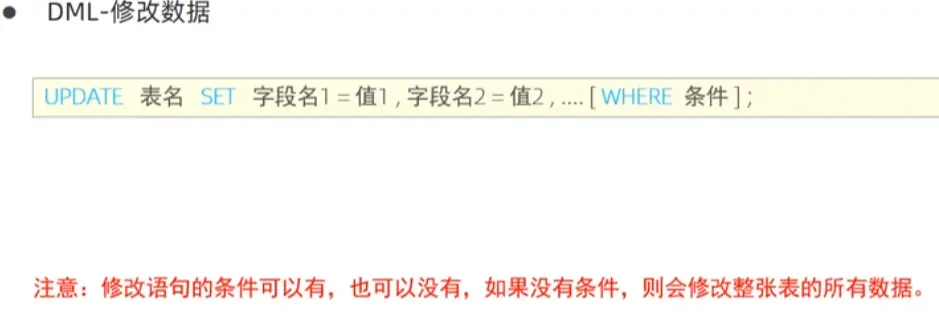 ● DML-修改数据
UPDATE 表名 SET 字段名1 = 值1 , 字段名2 = 值2 , .... [ WHERE 条件 ] ;
注意：修改语句的条件可以有，也可以没有，如果没有条件，则会修改整张表的所有数据。